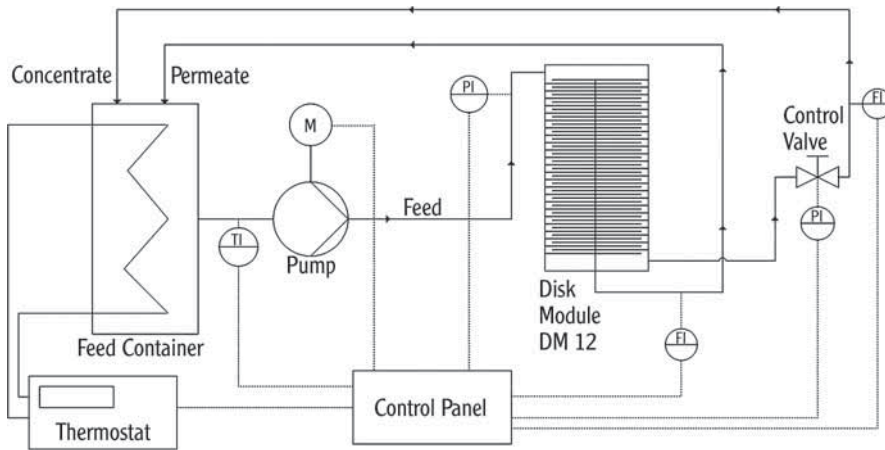 Concentrate
Permeate
PI
FI
Control
Valve
M
Feed
TI
Pump
PI
Disk
Module
DM 12
Feed Container
FI
Control Panel
Thermostat